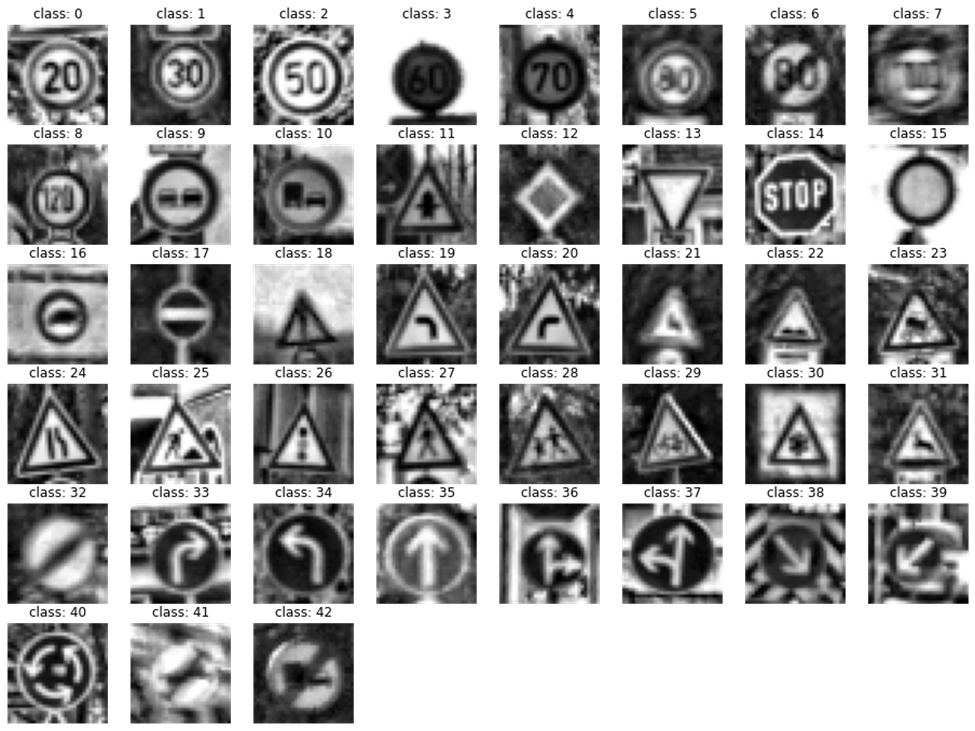 class: 0 class: 1 class: 2 class: 3 class: 4 class: 5 class: 6 class: 7
20 30 50 60 70 80 80
class: 8 class: 9 class: 10 class: 11 class: 12 class: 13 class: 14 class: 15
120 STOP
class: 16 class: 17 class: 18 class: 19 class: 20 class: 21 class: 22 class: 23
class: 24 class: 25 class: 26 class: 27 class: 28 class: 29 class: 30 class: 31
class: 32 class: 33 class: 34 class: 35 class: 36 class: 37 class: 38 class: 39
class: 40 class: 41 class: 42